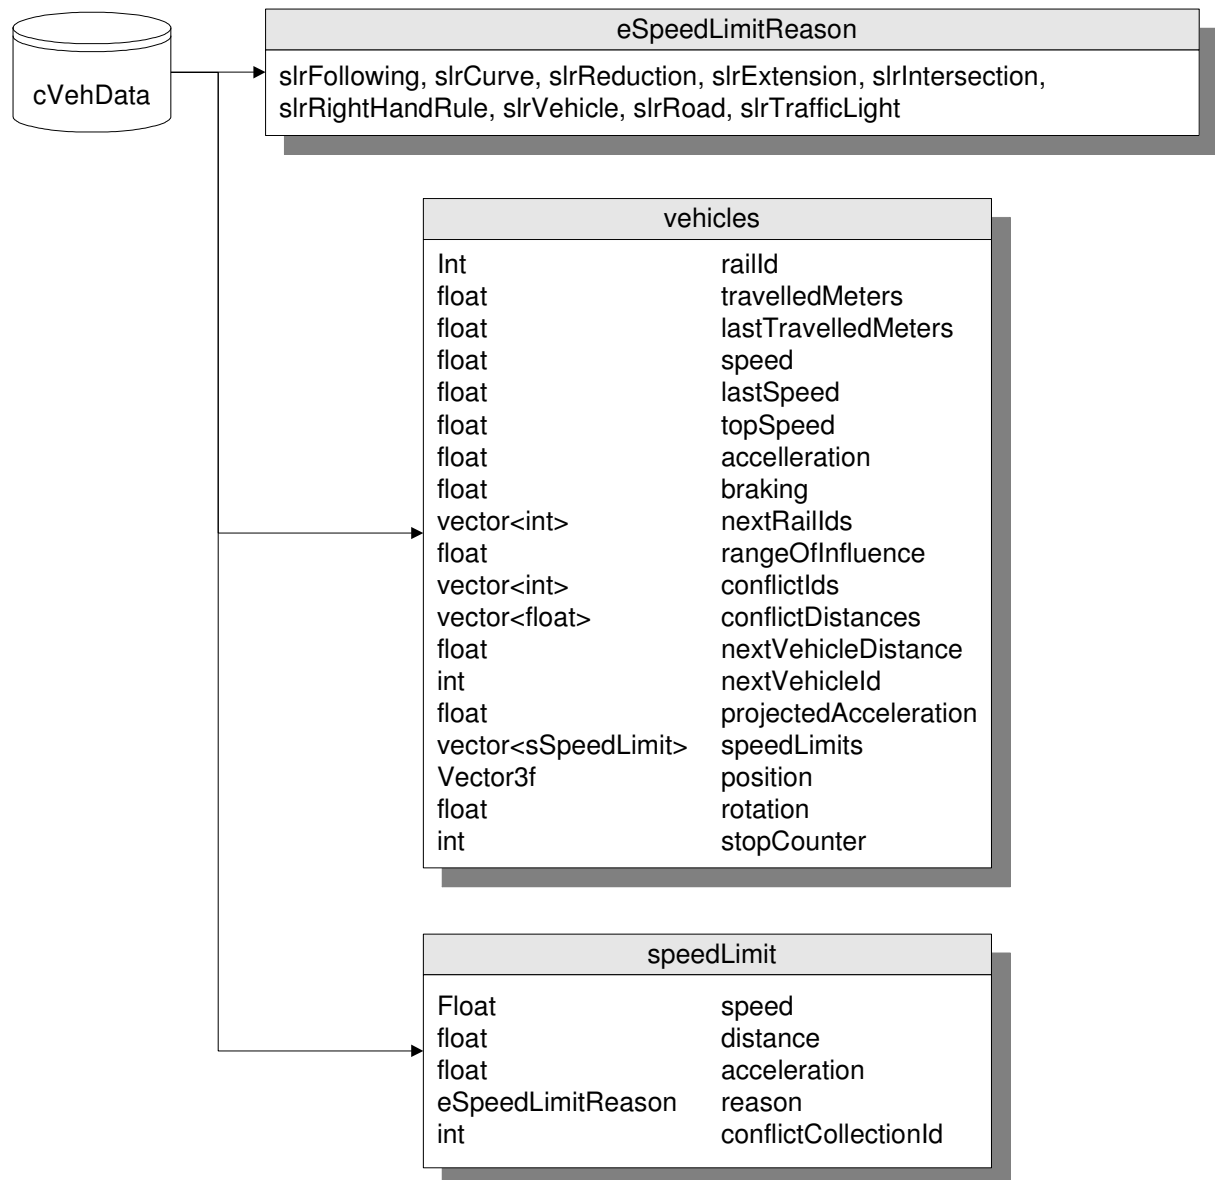 cVehData
eSpeedLimitReason
slrFollowing, slrCurve, slrReduction, slrExtension, slrIntersection,
slrRightHandRule, slrVehicle, slrRoad, slrTrafficLight
vehicles
Int railId
float travelledMeters
float lastTravelledMeters
float speed
float lastSpeed
float topSpeed
float accelleration
float braking
vector<int> nextRailIds
float rangeOfInfluence
vector<int> conflictIds
vector<float> conflictDistances
float nextVehicleDistance
int nextVehicleId
float projectedAcceleration
vector<sSpeedLimit> speedLimits
Vector3f position
float rotation
int stopCounter
speedLimit
Float speed
float distance
float acceleration
eSpeedLimitReason reason
int conflictCollectionId